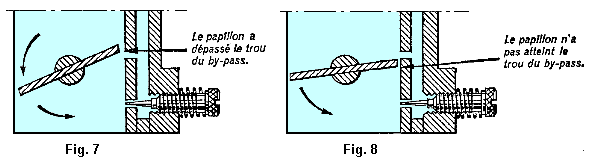 Le papillon a
dépassé le trou
du by-pass.
Le papillon n'a
pas atteint le
trou du by-pass.
Fig. 7
Fig. 8